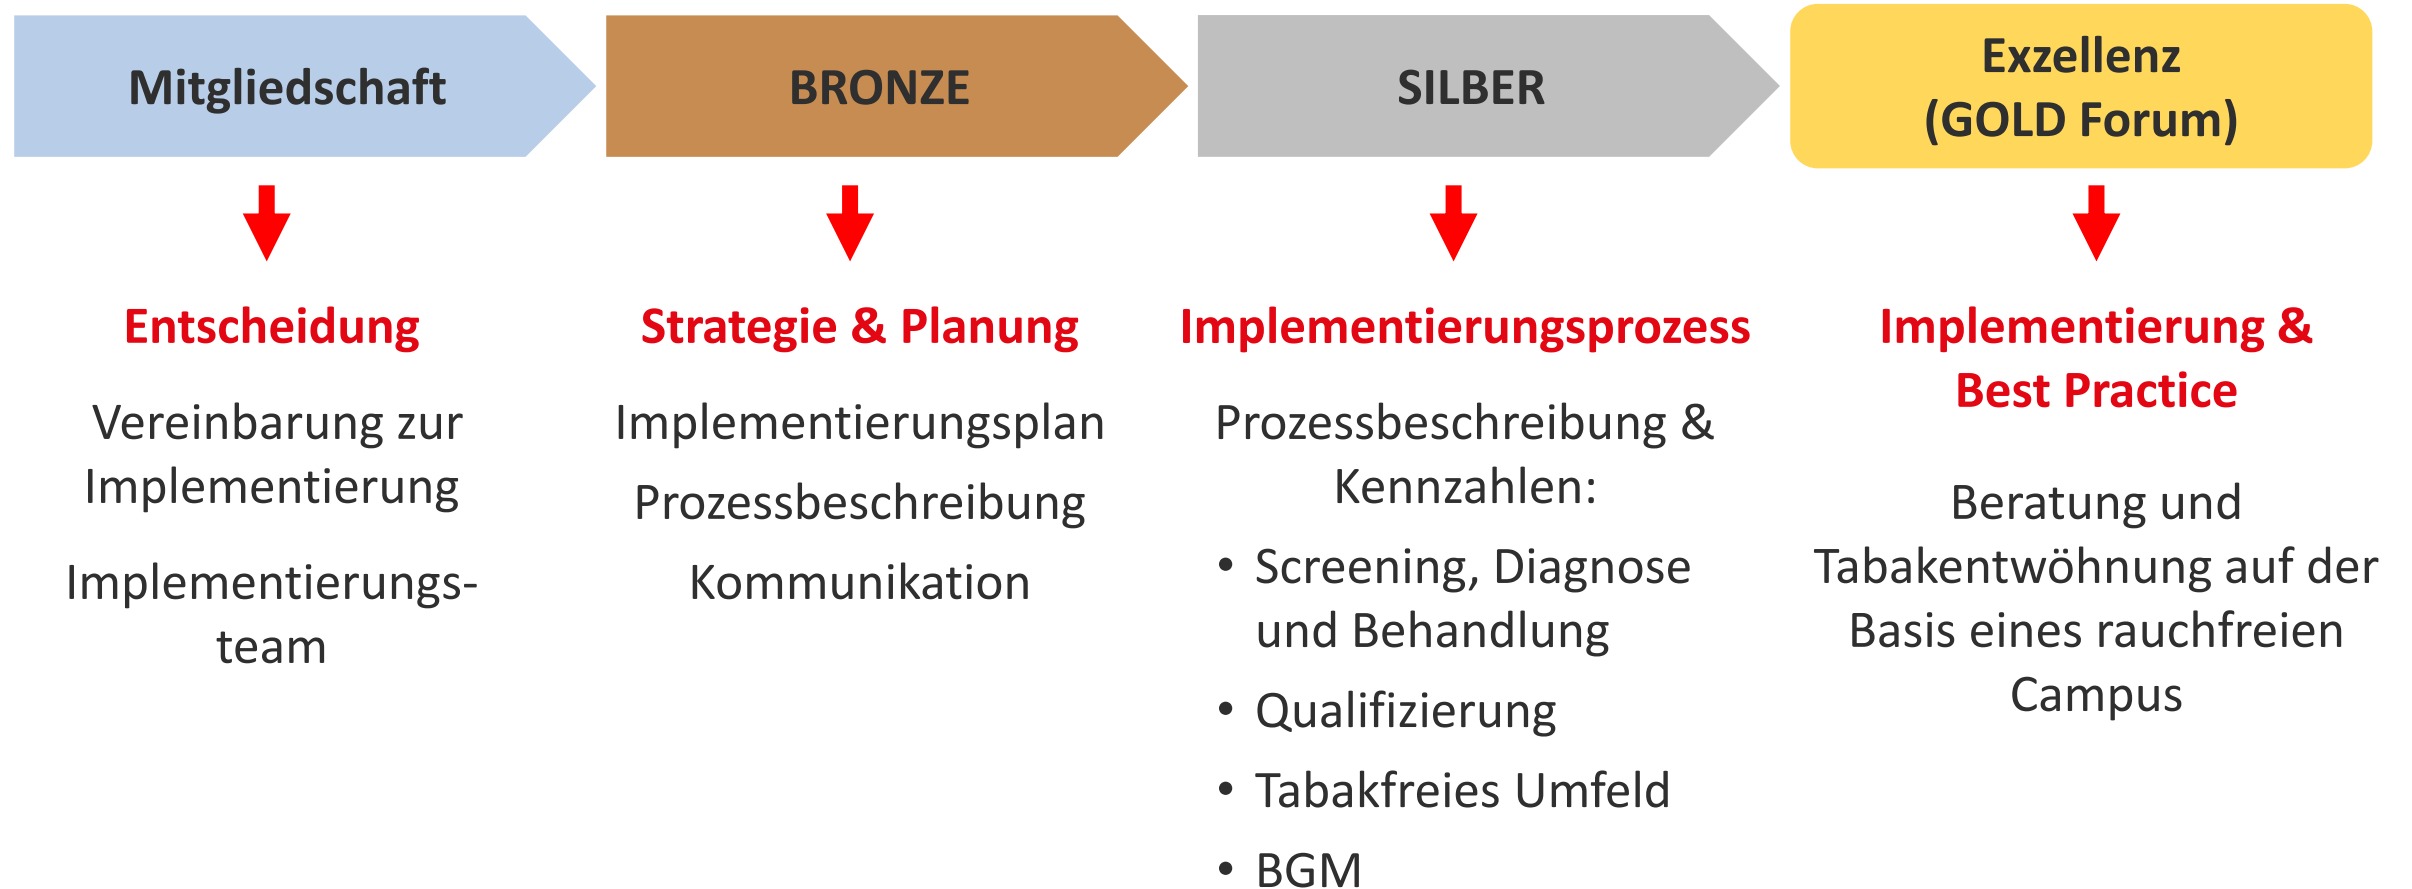 Mitgliedschaft
Entscheidung
Vereinbarung zur
Implementierung
Implementierungs-
team
BRONZE
Strategie & Planung
Implementierungsplan
Prozessbeschreibung
Kommunikation
SILBER
Implementierungsprozess
Prozessbeschreibung &
Kennzahlen:
• Screening, Diagnose
und Behandlung
• Qualifizierung
• Tabakfreies Umfeld
• BGM
Exzellenz
(GOLD Forum)
Implementierung &
Best Practice
Beratung und
Tabakentwöhnung auf der
Basis eines rauchfreien
Campus